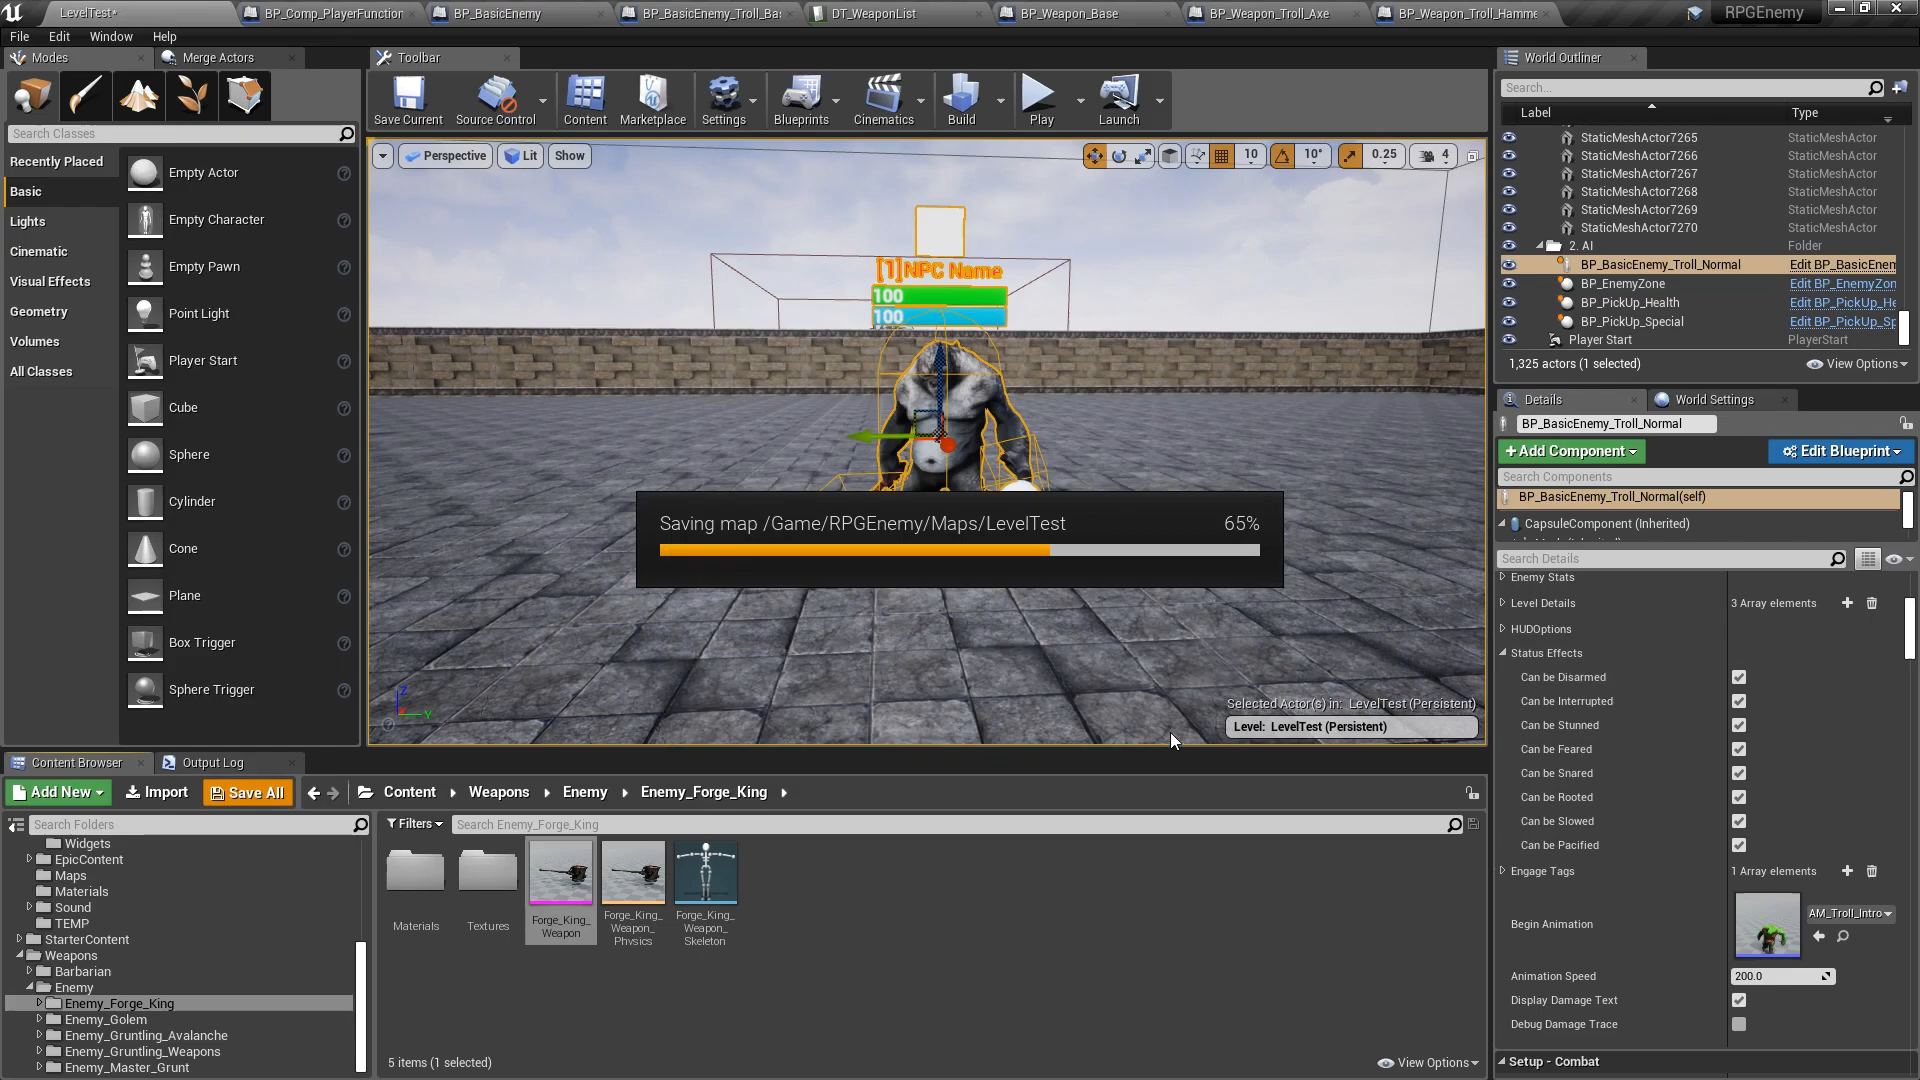 LevelTest*
BP_Comp_PlayerFunction
BP_BasicEnemy
BP_BasicEnemy_Troll_Ba
DT_WeaponList
BP_Weapon_Base
BP_Weapon_Troll_Axe
BP_Weapon_Troll_Hamme
RPGEnemy
File Edit Window Help
Modes
Merge Actors
Search Classes
Recently Placed
Basic
Lights
Cinematic
Visual Effects
Geometry
Volumes
All Classes
Empty Actor
Empty Character
Empty Pawn
Point Light
Player Start
Cube
Sphere
Cylinder
Cone
Plane
Box Trigger
Sphere Trigger
Toolbar
Save Current
Source Control
Content
Marketplace
Settings
Blueprints
Cinematics
Build
Play
Launch
Perspective
Lit
Show
10
10°
0.25
4
[1]NPC Name
100
100
Saving map /Game/RPGEnemy/Maps/LevelTest 65%
Z
Y
Selected Actor(s) in: LevelTest (Persistent)
Level: LevelTest (Persistent)
World Outliner
Search...
Label Type
StaticMeshActor7265 StaticMeshActor
StaticMeshActor7266 StaticMeshActor
StaticMeshActor7267 StaticMeshActor
StaticMeshActor7268 StaticMeshActor
StaticMeshActor7269 StaticMeshActor
StaticMeshActor7270 StaticMeshActor
2. AI Folder
BP_BasicEnemy_Troll_Normal Edit BP_BasicEnem
BP_EnemyZone Edit BP_EnemyZon
BP_PickUp_Health Edit BP_PickUp_He
BP_PickUp_Special Edit BP_PickUp_Sp
Player Start PlayerStart
1,325 actors (1 selected)
View Options
Details
World Settings
BP_BasicEnemy_Troll_Normal
+Add Component
Edit Blueprint
Search Components
BP_BasicEnemy_Troll_Normal(self)
CapsuleComponent (Inherited)
Search Details
Enemy Stats
Level Details 3 Array elements
HUDOptions
Status Effects
Can be Disarmed
Can be Interrupted
Can be Stunned
Can be Feared
Can be Snared
Can be Rooted
Can be Slowed
Can be Pacified
Engage Tags 1 Array elements
Begin Animation AM_Troll_Intro
Animation Speed 200.0
Display Damage Text
Debug Damage Trace
Setup - Combat
Content Browser
Output Log
Add New
Import
Save All
Content
Weapons
Enemy
Enemy_Forge_King
Search Folders
Widgets
EpicContent
Maps
Materials
Sound
TEMP
StarterContent
Weapons
Barbarian
Enemy
Enemy_Forge_King
Enemy_Golem
Enemy_Gruntling_Avalanche
Enemy_Gruntling_Weapons
Enemy_Master_Grunt
Filters
Search Enemy_Forge_King
Materials
Textures
Forge_King_
Weapon
Forge_King_
Weapon_
Physics
Forge_King_
Weapon_
Skeleton
5 items (1 selected)
View Options